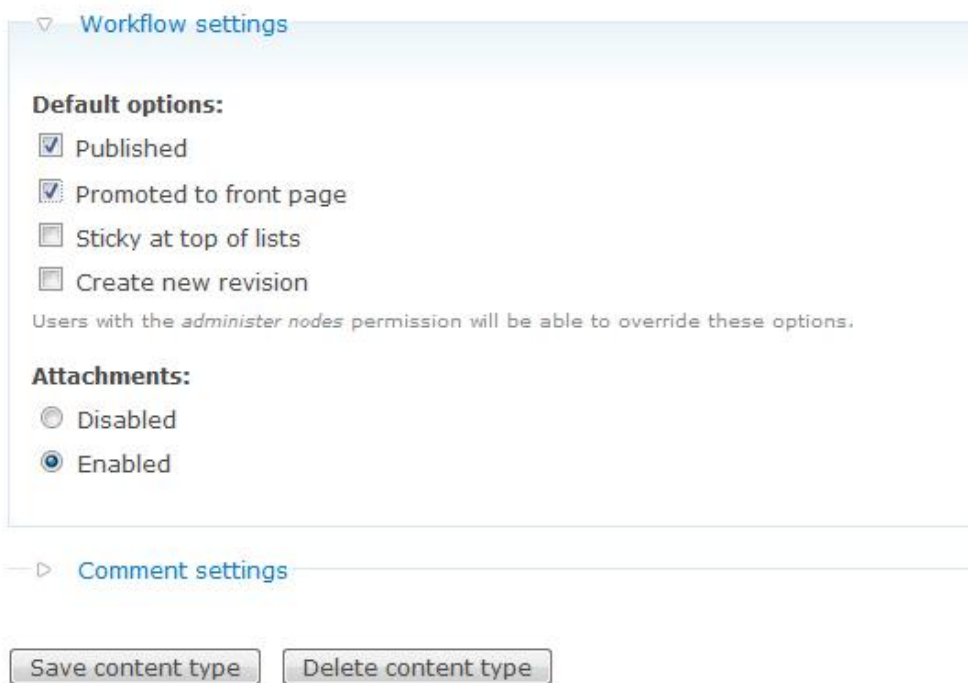 Workflow settings
Default options:
Published
Promoted to front page
Sticky at top of lists
Create new revision
Users with the administer nodes permission will be able to override these options.
Attachments:
Disabled
Enabled
Comment settings
Save content type Delete content type